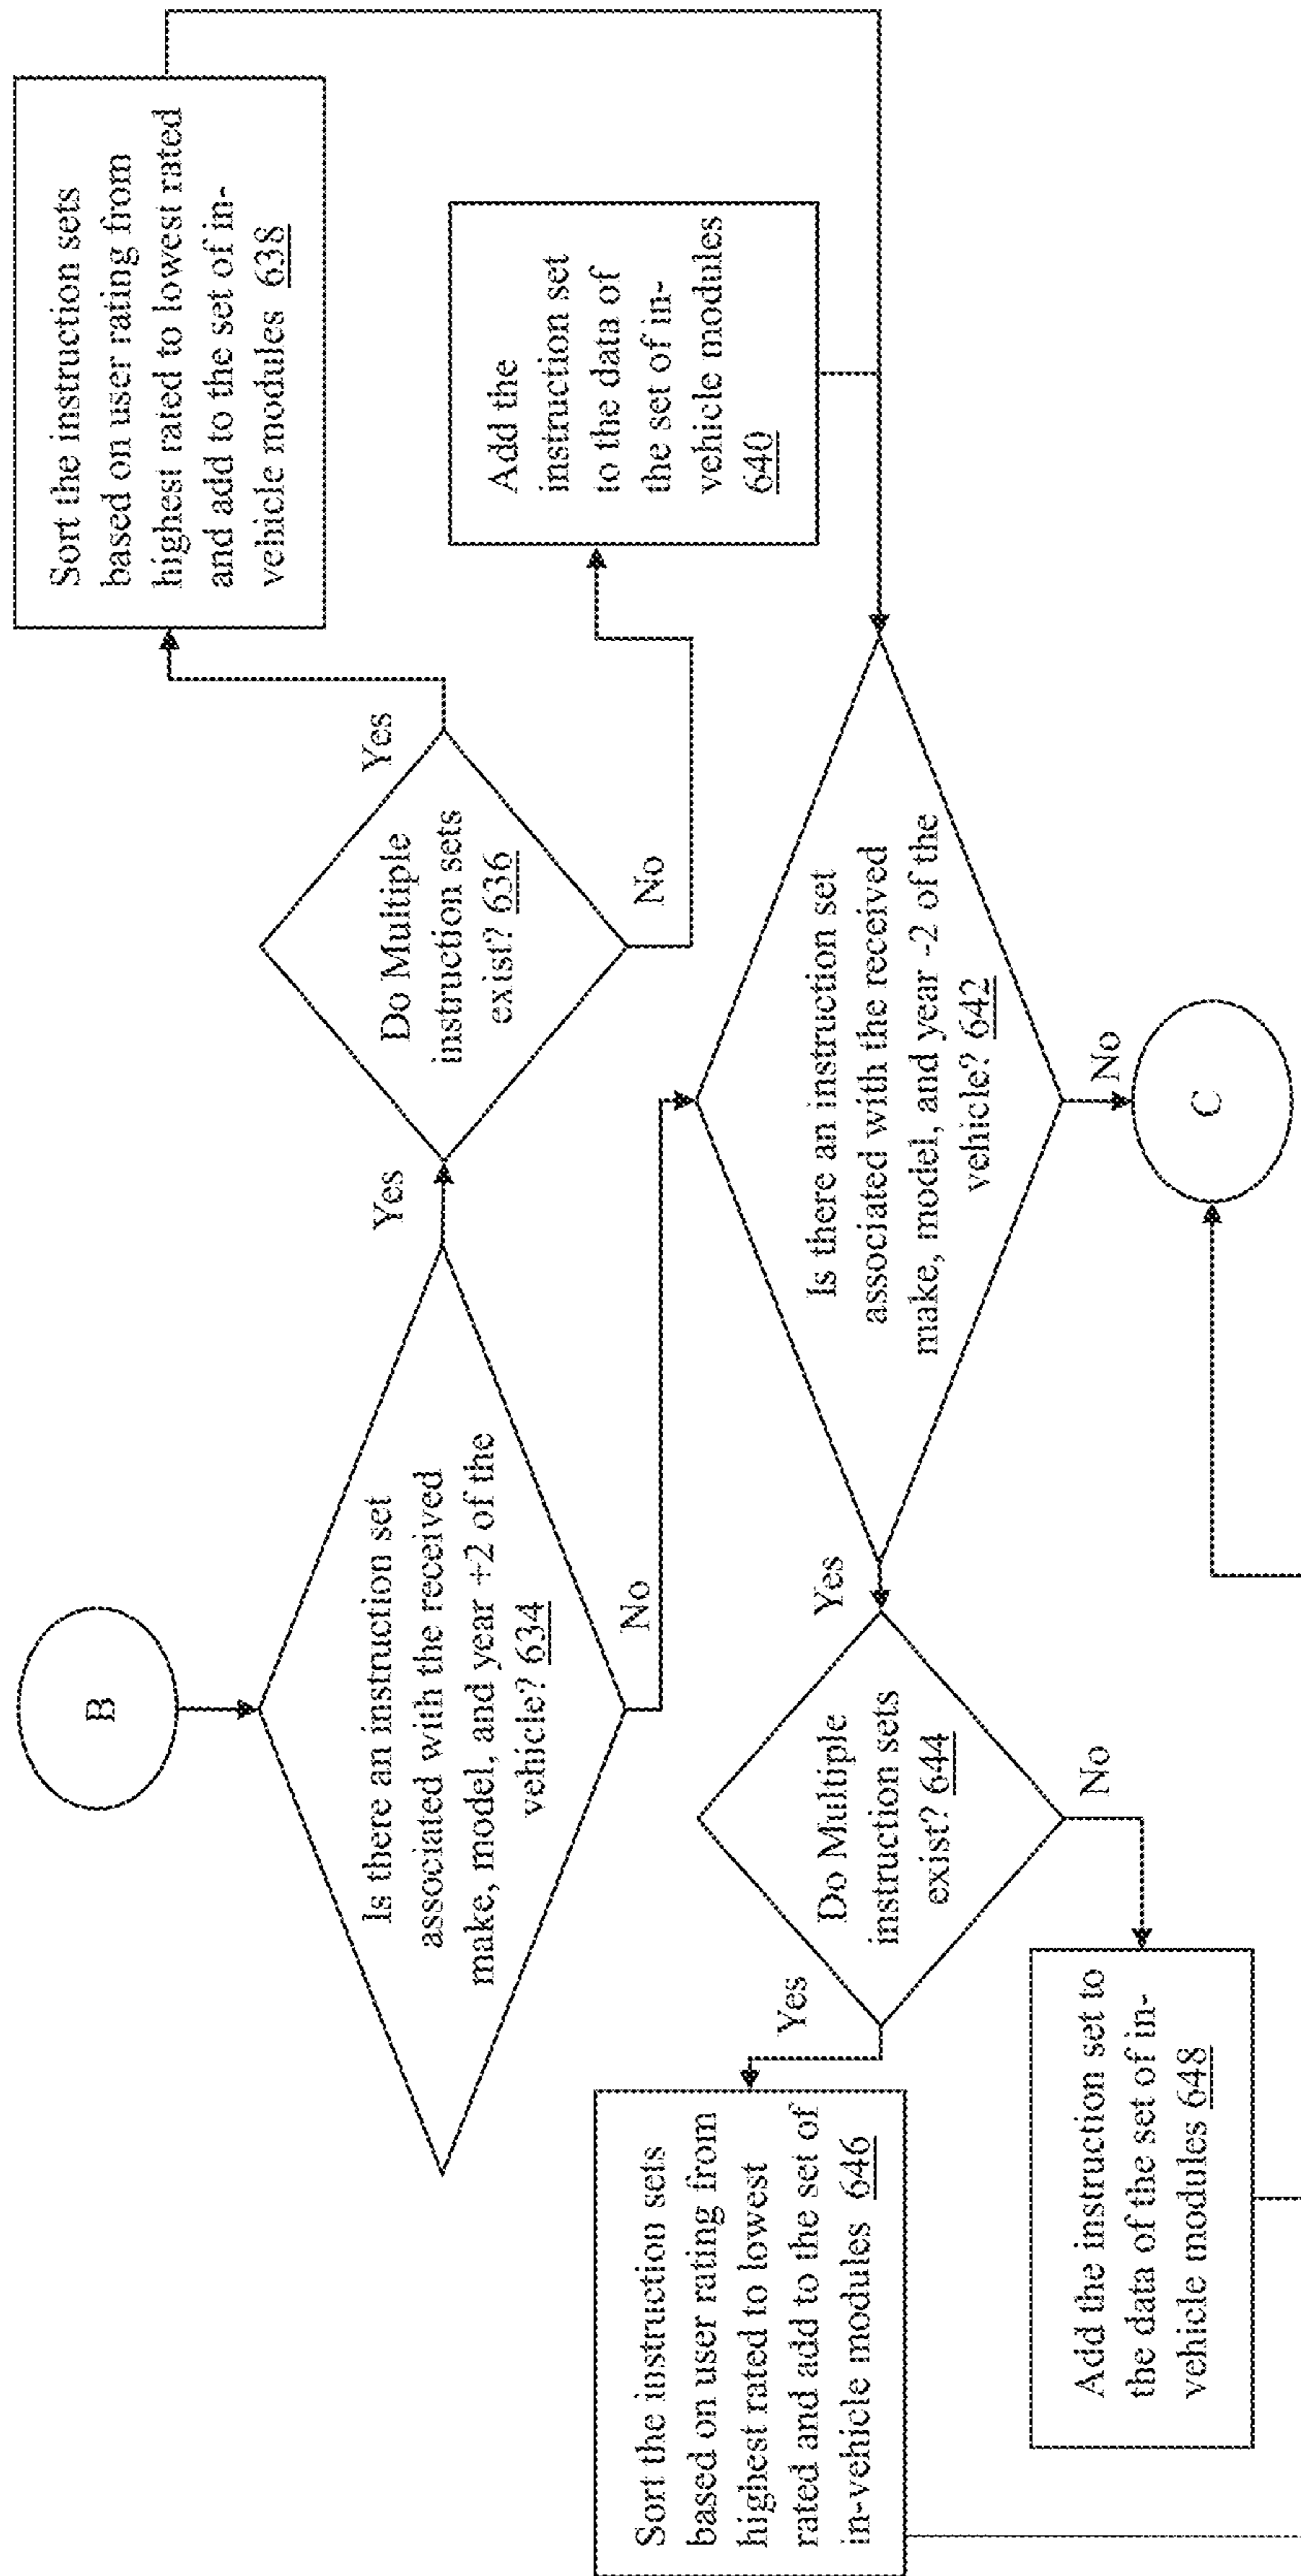 B
Is there an instruction set
associated with the received
make, model, and year +2 of the
vehicle? 634
Yes
No
Do Multiple
instruction sets
exist? 636
Yes
No
Sort the instruction sets
based on user rating from
highest rated to lowest rated
and add to the set of in-
vehicle modules 638
Add the
instruction set
to the data of
the set of in-
vehicle modules
640
Is there an instruction set
associated with the received
make, model, and year -2 of the
vehicle? 642
Yes
No
Do Multiple
instruction sets
exist? 644
Yes
No
Sort the instruction sets
based on user rating from
highest rated to lowest
rated and add to the set of
in-vehicle modules 646
Add the instruction set to
the data of the set of in-
vehicle modules 648
C